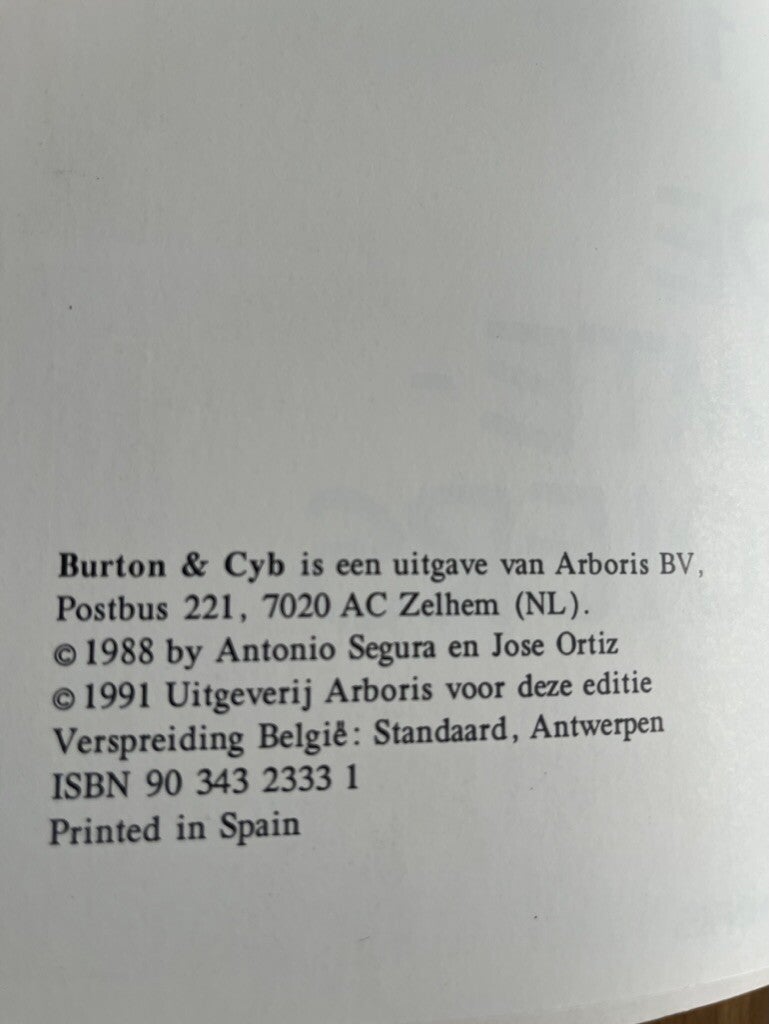 Burton & Cyb is een uitgave van Arboris BV,
Postbus 221, 7020 AC Zelhem (NL).
© 1988 by Antonio Segura en Jose Ortiz
© 1991 Uitgeverij Arboris voor deze editie
Verspreiding België: Standaard, Antwerpen
ISBN 90 343 2333 1
Printed in Spain